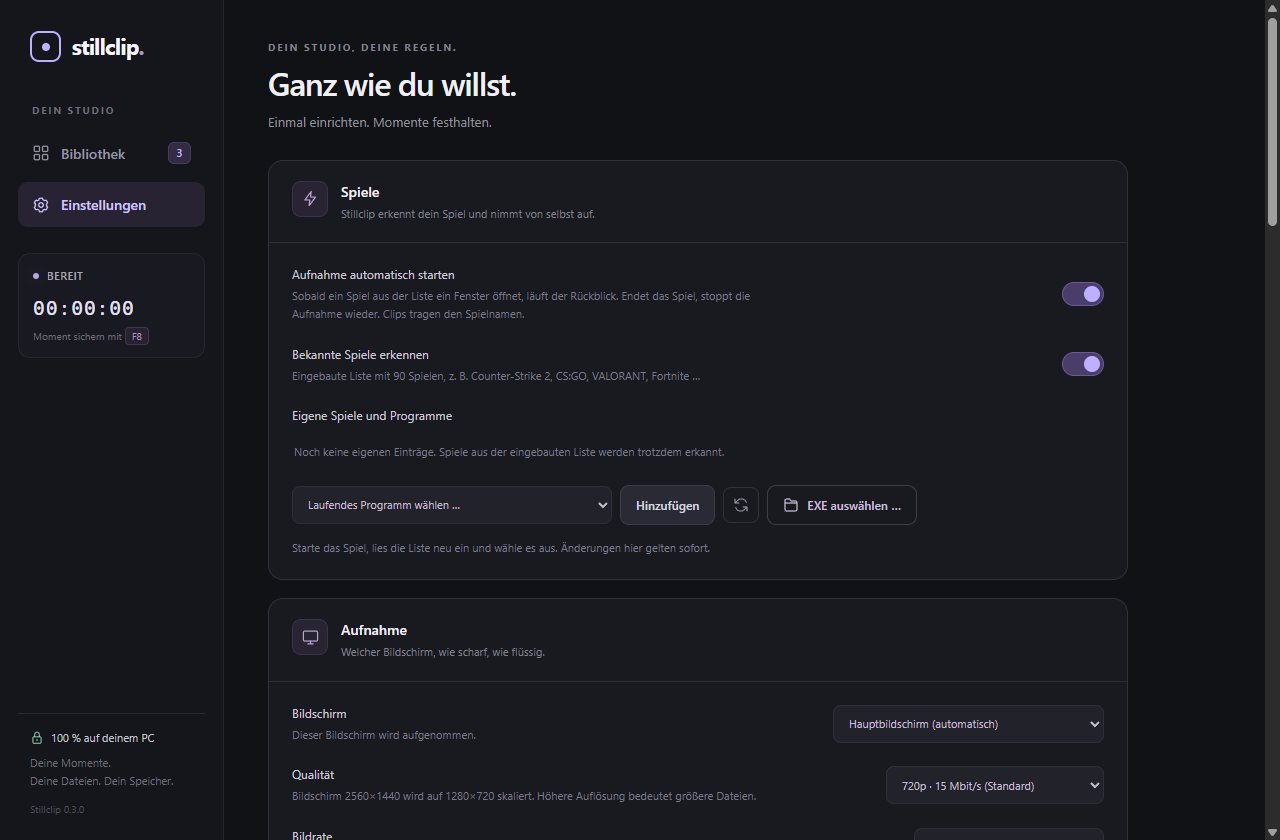 stillclip.
DEIN STUDIO
Bibliothek 3
Einstellungen
BEREIT
00:00:00
Moment sichern mit F8
100 % auf deinem PC
Deine Momente.
Deine Dateien. Dein Speicher.
Stillclip 0.3.0
DEIN STUDIO, DEINE REGELN.
Ganz wie du willst.
Einmal einrichten. Momente festhalten.
Spiele
Stillclip erkennt dein Spiel und nimmt von selbst auf.
Aufnahme automatisch starten
Sobald ein Spiel aus der Liste ein Fenster öffnet, läuft der Rückblick. Endet das Spiel, stoppt die
Aufnahme wieder. Clips tragen den Spielnamen.
Bekannte Spiele erkennen
Eingebaute Liste mit 90 Spielen, z. B. Counter-Strike 2, CS:GO, VALORANT, Fortnite ...
Eigene Spiele und Programme
Noch keine eigenen Einträge. Spiele aus der eingebauten Liste werden trotzdem erkannt.
Laufendes Programm wählen ... Hinzufügen EXE auswählen ...
Starte das Spiel, lies die Liste neu ein und wähle es aus. Änderungen hier gelten sofort.
Aufnahme
Welcher Bildschirm, wie scharf, wie flüssig.
Bildschirm
Dieser Bildschirm wird aufgenommen.
Hauptbildschirm (automatisch)
Qualität
Bildschirm 2560×1440 wird auf 1280×720 skaliert. Höhere Auflösung bedeutet größere Dateien.
720p · 15 Mbit/s (Standard)
Bildrate